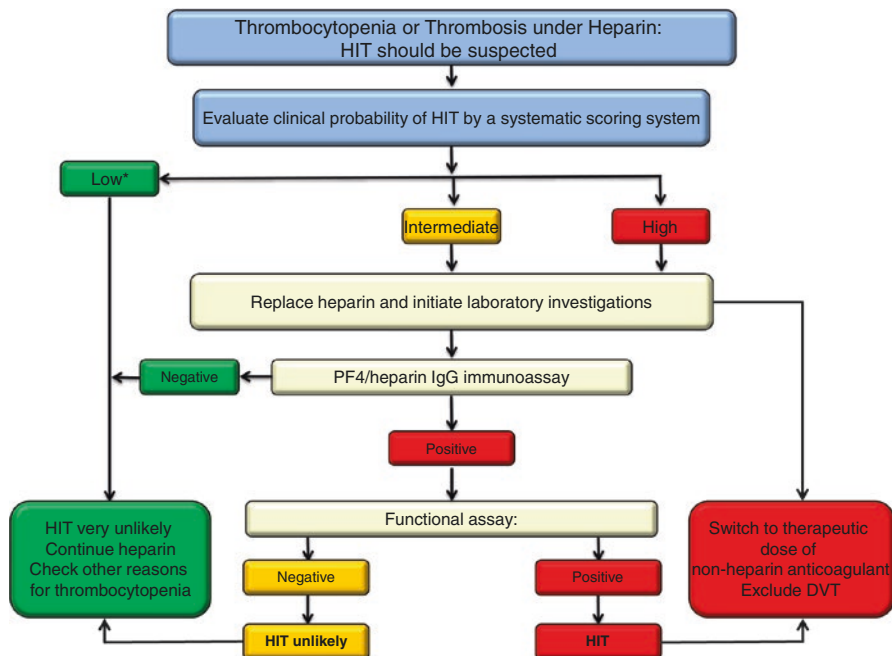 Thrombocytopenia or Thrombosis under Heparin:
HIT should be suspected
Evaluate clinical probability of HIT by a systematic scoring system
Low*
Intermediate
High
Replace heparin and initiate laboratory investigations
Negative
PF4/heparin IgG immunoassay
Positive
HIT very unlikely
Continue heparin
Check other reasons
for thrombocytopenia
Functional assay:
Switch to therapeutic
dose of
non-heparin anticoagulant
Exclude DVT
Negative
Positive
HIT unlikely
HIT